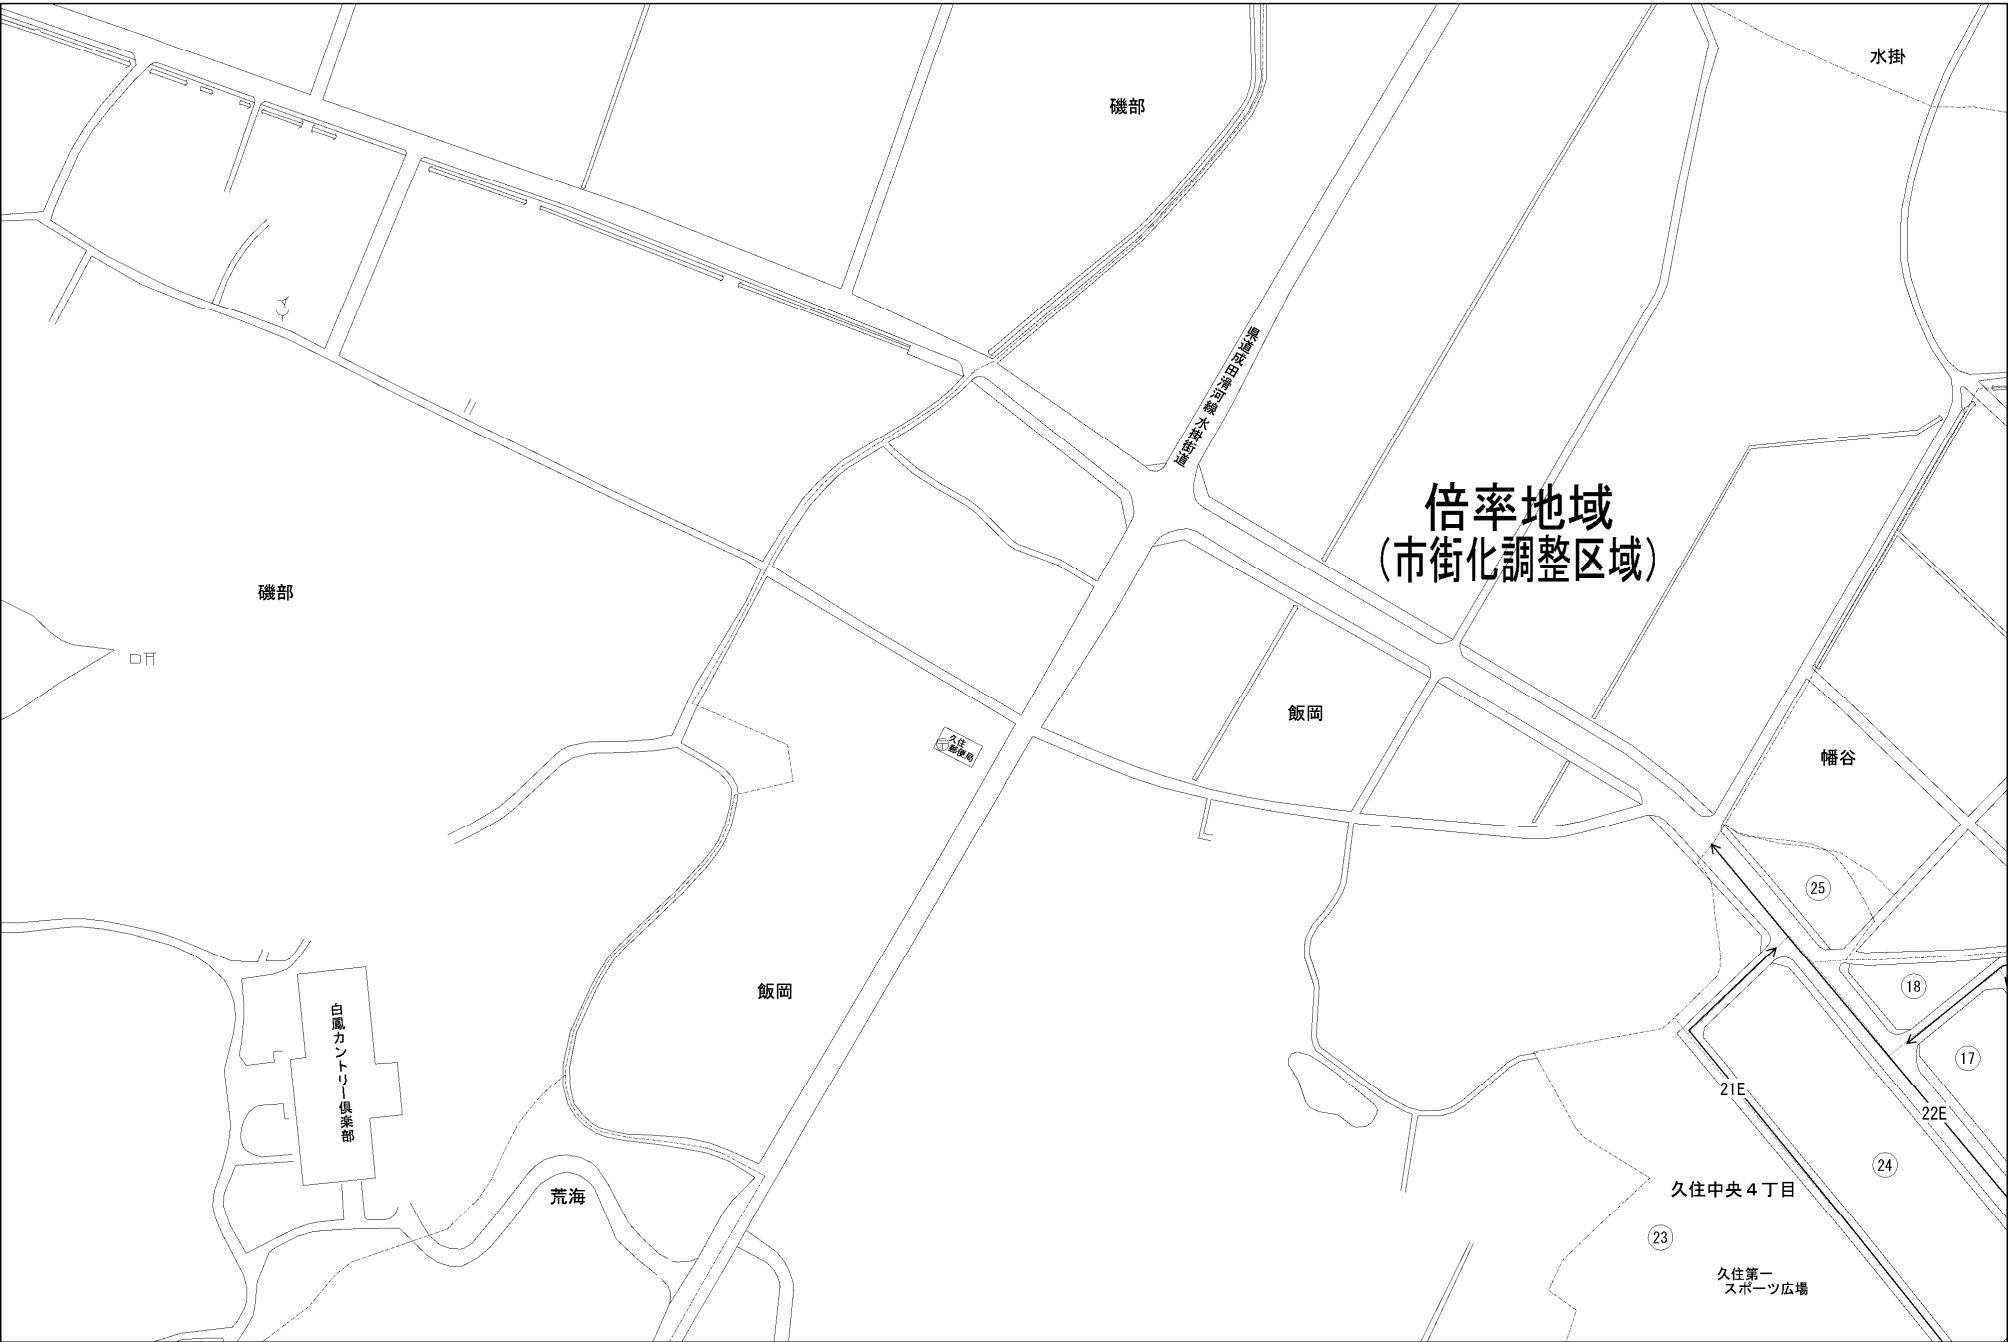 水掛
磯部
県道成田滑河線 水掛街道
倍率地域
(市街化調整区域)
磯部
飯岡
久住
郵便局
幡谷
25
飯岡
18
白鳳カントリー倶楽部
17
21E
22E
24
久住中央4丁目
荒海
23
久住第一
スポーツ広場